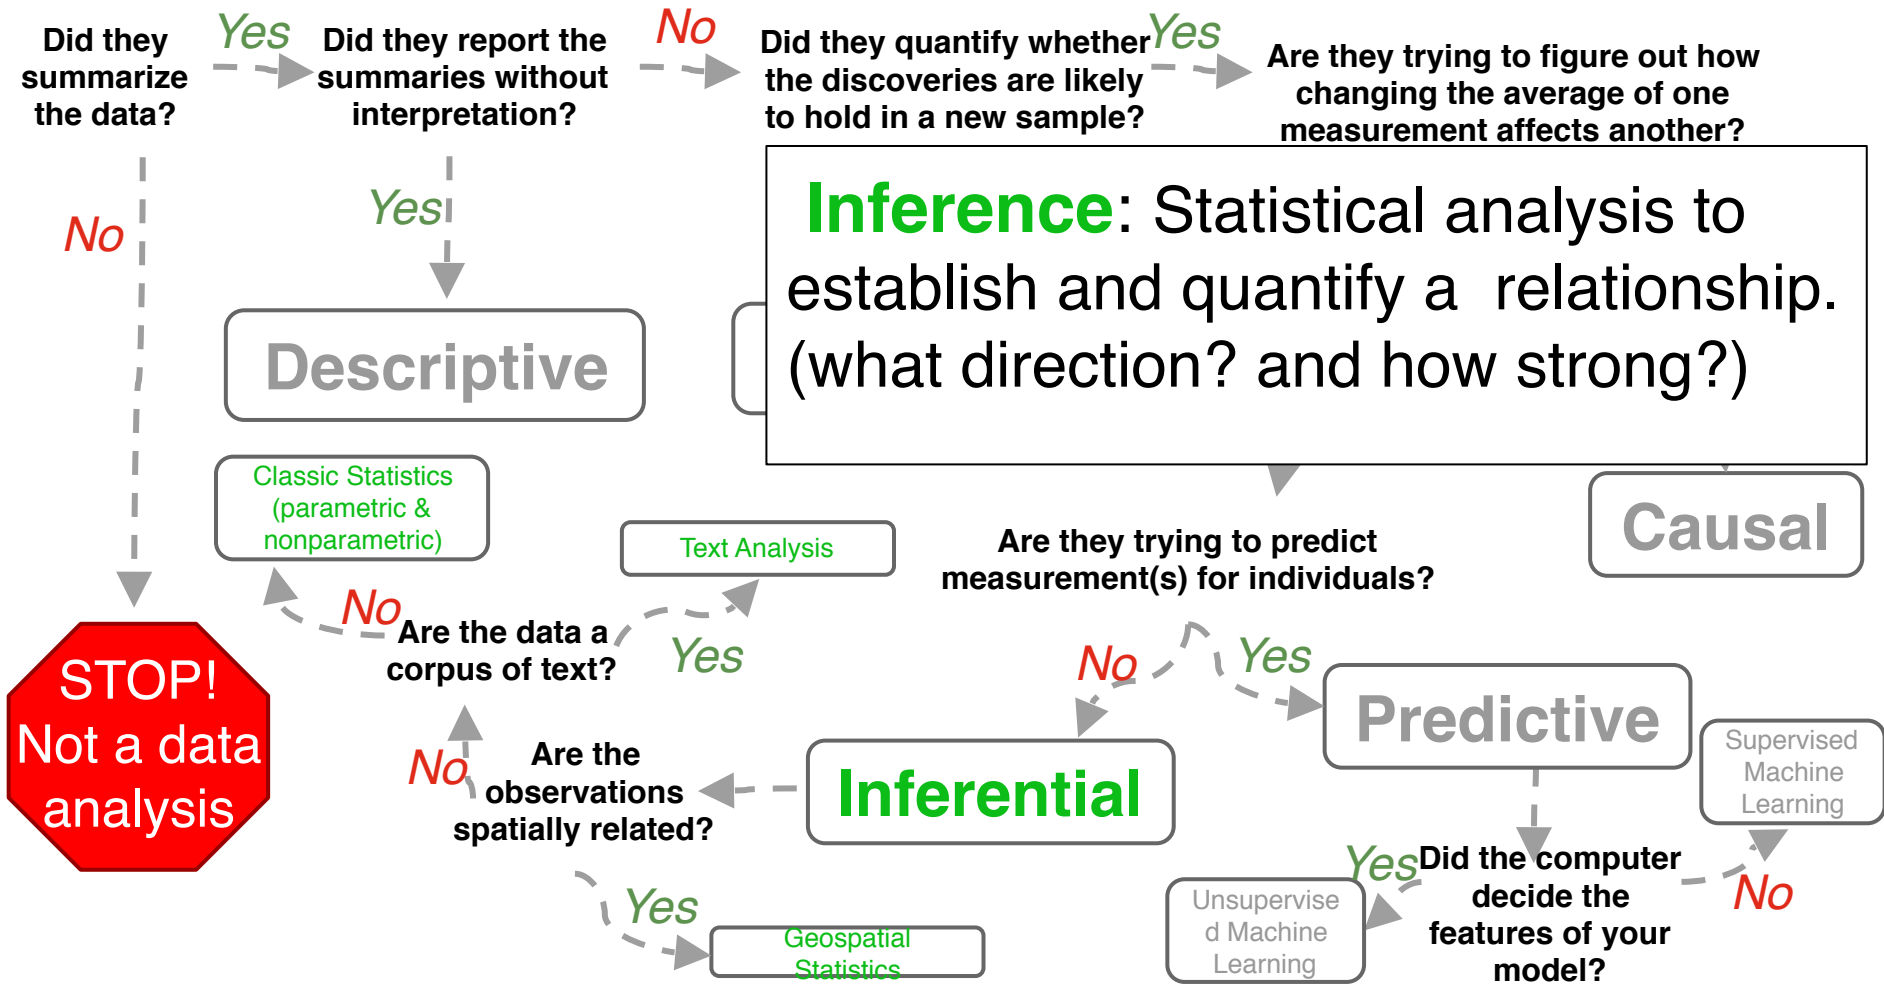 Did they
summarize
the data?
Yes
Did they report the
summaries without
interpretation?
No
Did they quantify whether
the discoveries are likely
to hold in a new sample?
Yes
Are they trying to figure out how
changing the average of one
measurement affects another?
No
Yes
Inference: Statistical analysis to
establish and quantify a relationship.
(what direction? and how strong?)
Descriptive
Classic Statistics
(parametric &
nonparametric)
Text Analysis
Are they trying to predict
measurement(s) for individuals?
Causal
No
Are the data a
corpus of text?
Yes
No
Yes
STOP!
Not a data
analysis
No
Are the
observations
spatially related?
Inferential
Predictive
Supervised
Machine
Learning
Yes
Geospatial
Statistics
Unsupervise
d Machine
Learning
Yes
Did the computer
decide the
features of your
model?
No